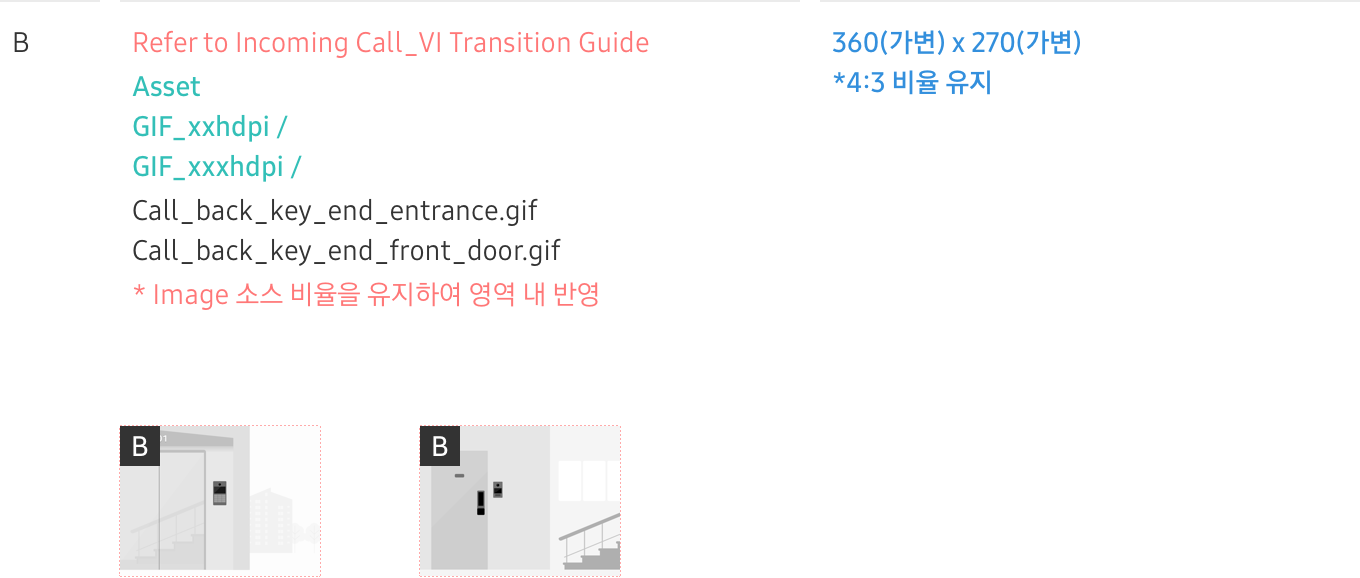 B
Refer to Incoming Call_VI Transition Guide
Asset
GIF_xxhdpi /
GIF_xxxhdpi /
Call_back_key_end_entrance.gif
Call_back_key_end_front_door.gif
* Image 소스 비율을 유지하여 영역 내 반영
360(가변) x 270(가변)
*4:3 비율 유지
B
B